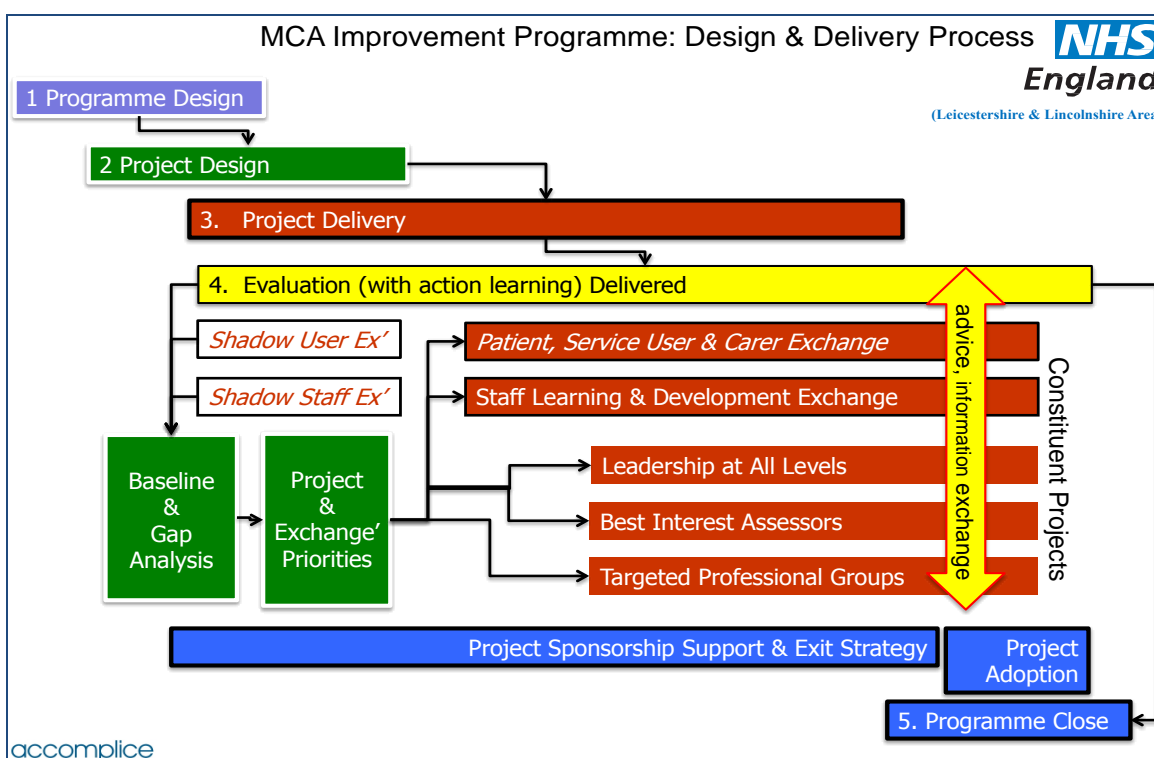 MCA Improvement Programme: Design & Delivery Process
NHS
England
(Leicestershire & Lincolnshire Area
1 Programme Design
2 Project Design
3. Project Delivery
4. Evaluation (with action learning) Delivered
Shadow User Ex’
Shadow Staff Ex’
Patient, Service User & Carer Exchange
Staff Learning & Development Exchange
Baseline
&
Gap
Analysis
Project
&
Exchange’
Priorities
Leadership at All Levels
Best Interest Assessors
Targeted Professional Groups
advice, information exchange
Constituent Projects
Project Sponsorship Support & Exit Strategy
Project
Adoption
5. Programme Close
accomplice